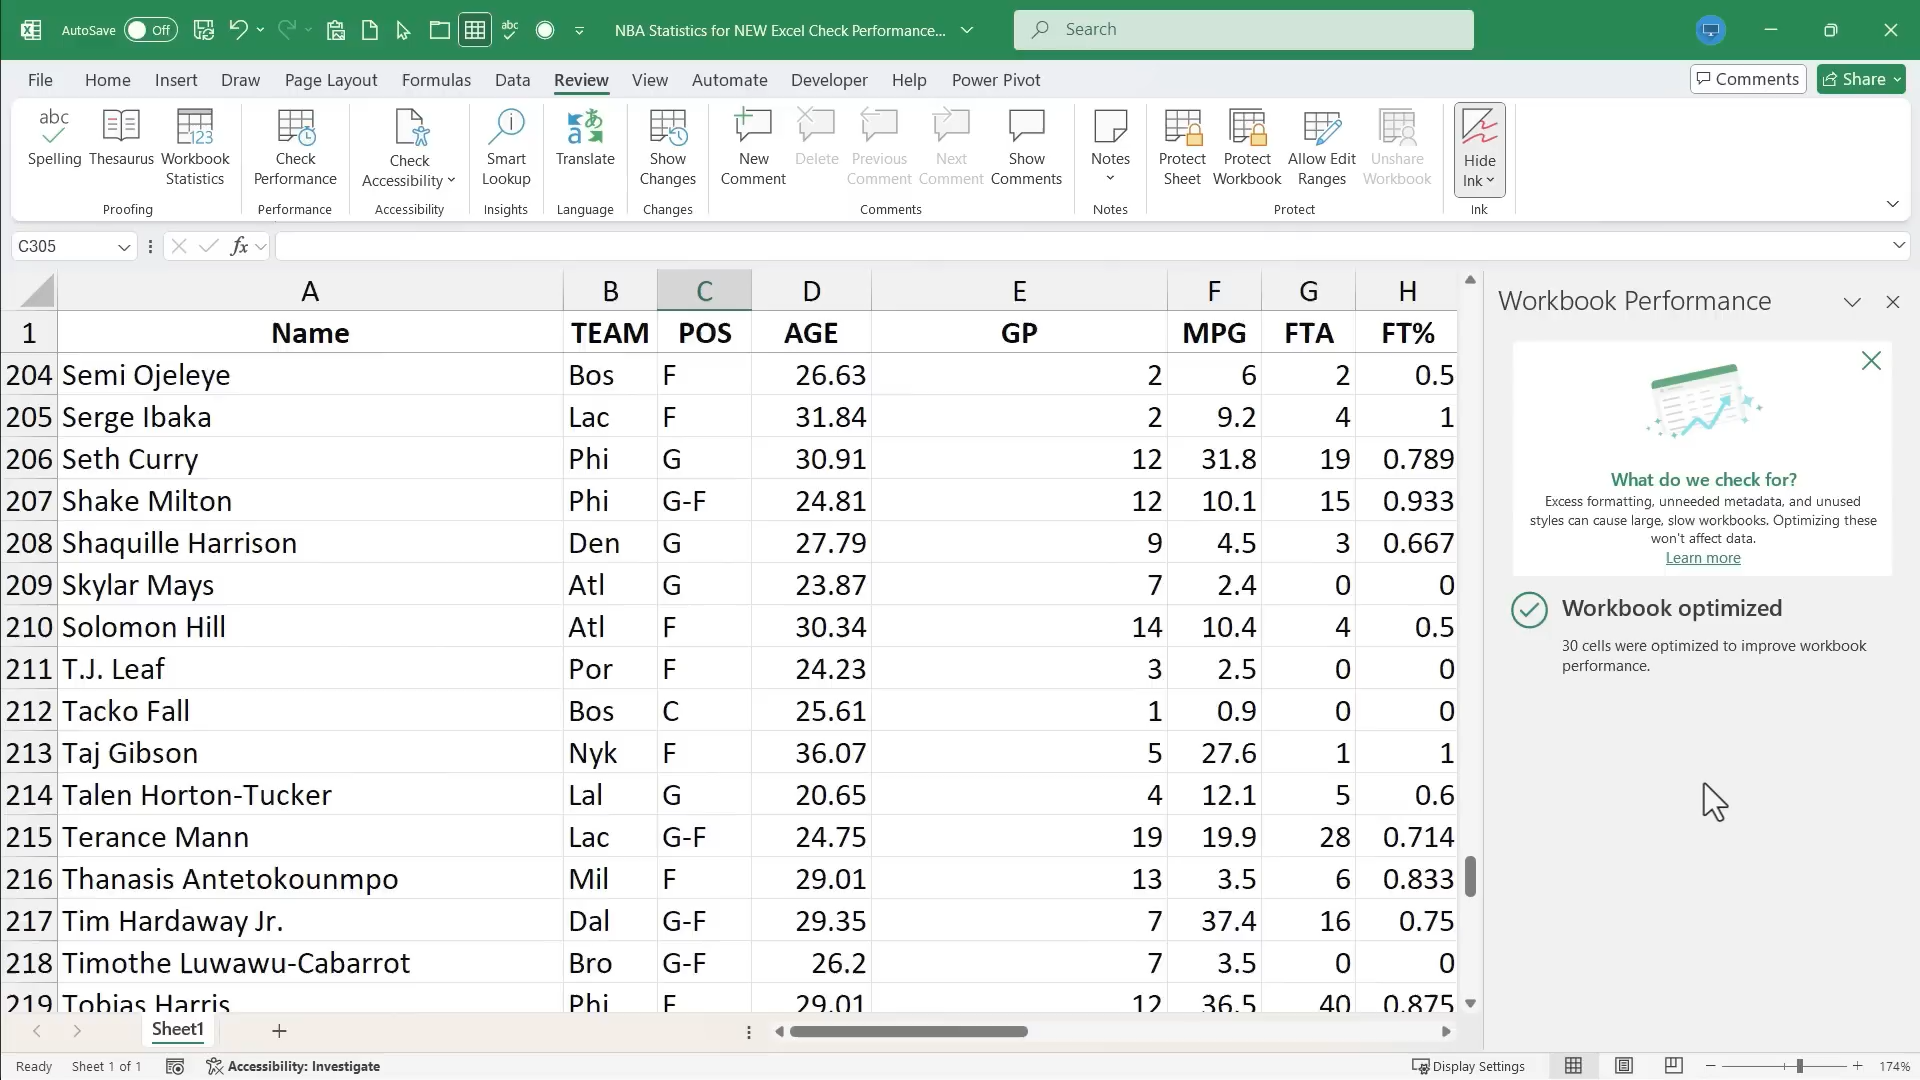 AutoSave Off NBA Statistics for NEW Excel Check Performance... Search
File Home Insert Draw Page Layout Formulas Data Review View Automate Developer Help Power Pivot Comments Share
abc Spelling Thesaurus 123 Workbook Statistics
Proofing
Check Performance
Performance
Check Accessibility
Accessibility
Smart Lookup
Insights
Translate
Language
Show Changes
Changes
New Comment Delete Previous Comment Next Comment Show Comments
Comments
Notes
Notes
Protect Sheet Protect Workbook Allow Edit Ranges Unshare Workbook
Protect
Hide Ink
Ink
C305 fx
A B C D E F G H
1 Name TEAM POS AGE GP MPG FTA FT%
204 Semi Ojeleye Bos F 26.63 2 6 2 0.5
205 Serge Ibaka Lac F 31.84 2 9.2 4 1
206 Seth Curry Phi G 30.91 12 31.8 19 0.789
207 Shake Milton Phi G-F 24.81 12 10.1 15 0.933
208 Shaquille Harrison Den G 27.79 9 4.5 3 0.667
209 Skylar Mays Atl G 23.87 7 2.4 0 0
210 Solomon Hill Atl F 30.34 14 10.4 4 0.5
211 T.J. Leaf Por F 24.23 3 2.5 0 0
212 Tacko Fall Bos C 25.61 1 0.9 0 0
213 Taj Gibson Nyk F 36.07 5 27.6 1 1
214 Talen Horton-Tucker Lal G 20.65 4 12.1 5 0.6
215 Terance Mann Lac G-F 24.75 19 19.9 28 0.714
216 Thanasis Antetokounmpo Mil F 29.01 13 3.5 6 0.833
217 Tim Hardaway Jr. Dal G-F 29.35 7 37.4 16 0.75
218 Timothe Luwawu-Cabarrot Bro G-F 26.2 7 3.5 0 0
219 Tobias Harris Phi F 29.01 12 36.5 40 0.875
Workbook Performance
What do we check for?
Excess formatting, unneeded metadata, and unused
styles can cause large, slow workbooks. Optimizing these
won't affect data.
Learn more
Workbook optimized
30 cells were optimized to improve workbook
performance.
Sheet1
Ready Sheet 1 of 1 Accessibility: Investigate Display Settings 174%